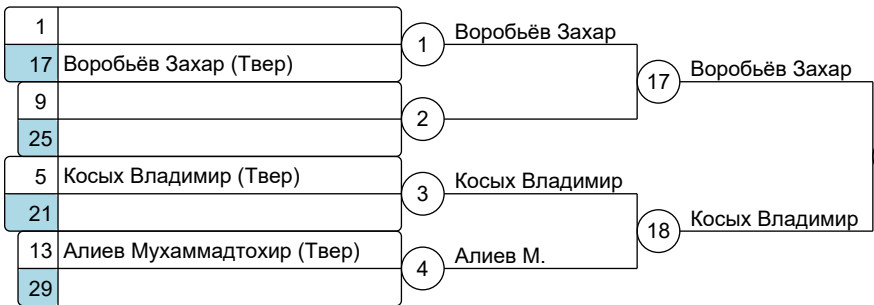 1
1 Воробьёв Захар
17 Воробьёв Захар (Твер)
17 Воробьёв Захар
9
2
25
5 Косых Владимир (Твер)
3 Косых Владимир
21
18 Косых Владимир
13 Алиев Мухаммадтохир (Твер)
4 Алиев М.
29